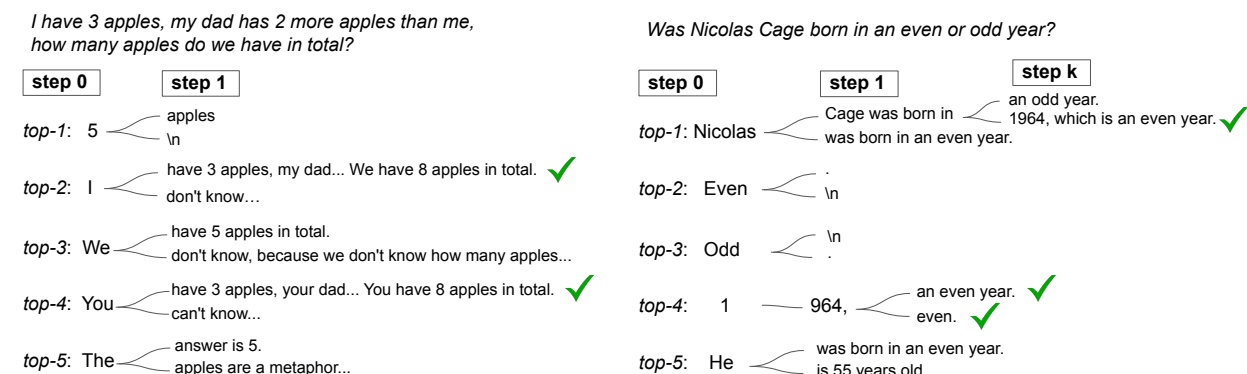 I have 3 apples, my dad has 2 more apples than me,
how many apples do we have in total?
step 0
step 1
top-1: 5
apples
\n
top-2: I
have 3 apples, my dad... We have 8 apples in total.
don't know…
top-3: We
have 5 apples in total.
don't know, because we don't know how many apples...
top-4: You
have 3 apples, your dad... You have 8 apples in total.
can't know...
top-5: The
answer is 5.
apples are a metaphor...
Was Nicolas Cage born in an even or odd year?
step 0
step 1
step k
top-1: Nicolas
Cage was born in
an odd year.
1964, which is an even year.
was born in an even year.
top-2: Even
.
\n
top-3: Odd
\n
.
top-4: 1
964,
an even year.
even.
top-5: He
was born in an even year.
is 55 years old